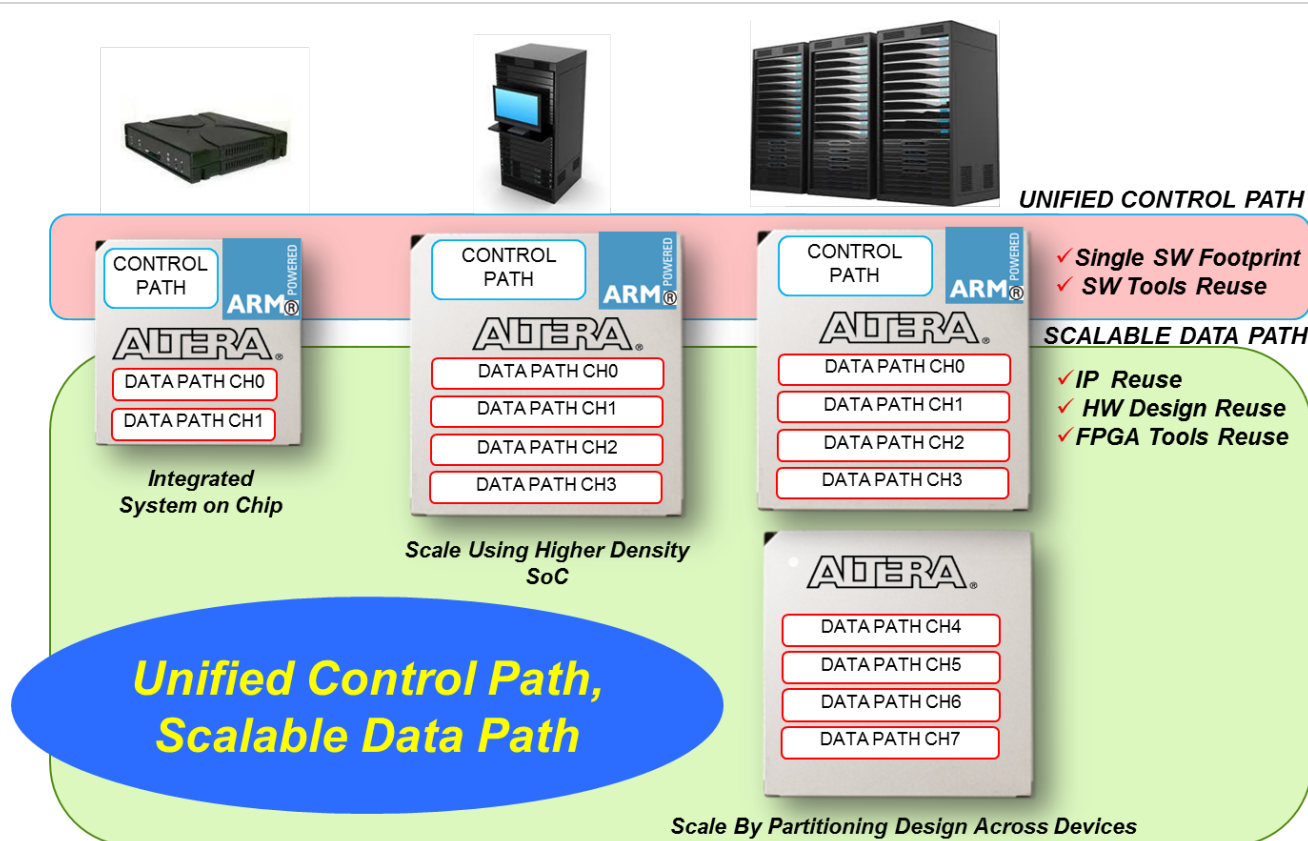 UNIFIED CONTROL PATH
CONTROL
PATH
ARM®
POWERED
ALTERA®
DATA PATH CH0
DATA PATH CH1
Integrated
System on Chip
CONTROL
PATH
ARM®
POWERED
ALTERA®
DATA PATH CH0
DATA PATH CH1
DATA PATH CH2
DATA PATH CH3
Scale Using Higher Density
SoC
CONTROL
PATH
ARM®
POWERED
ALTERA®
DATA PATH CH0
DATA PATH CH1
DATA PATH CH2
DATA PATH CH3
ALTERA®
DATA PATH CH4
DATA PATH CH5
DATA PATH CH6
DATA PATH CH7
Scale By Partitioning Design Across Devices
✓Single SW Footprint
✓ SW Tools Reuse
SCALABLE DATA PATH
✓IP Reuse
✓ HW Design Reuse
✓FPGA Tools Reuse
Unified Control Path,
Scalable Data Path